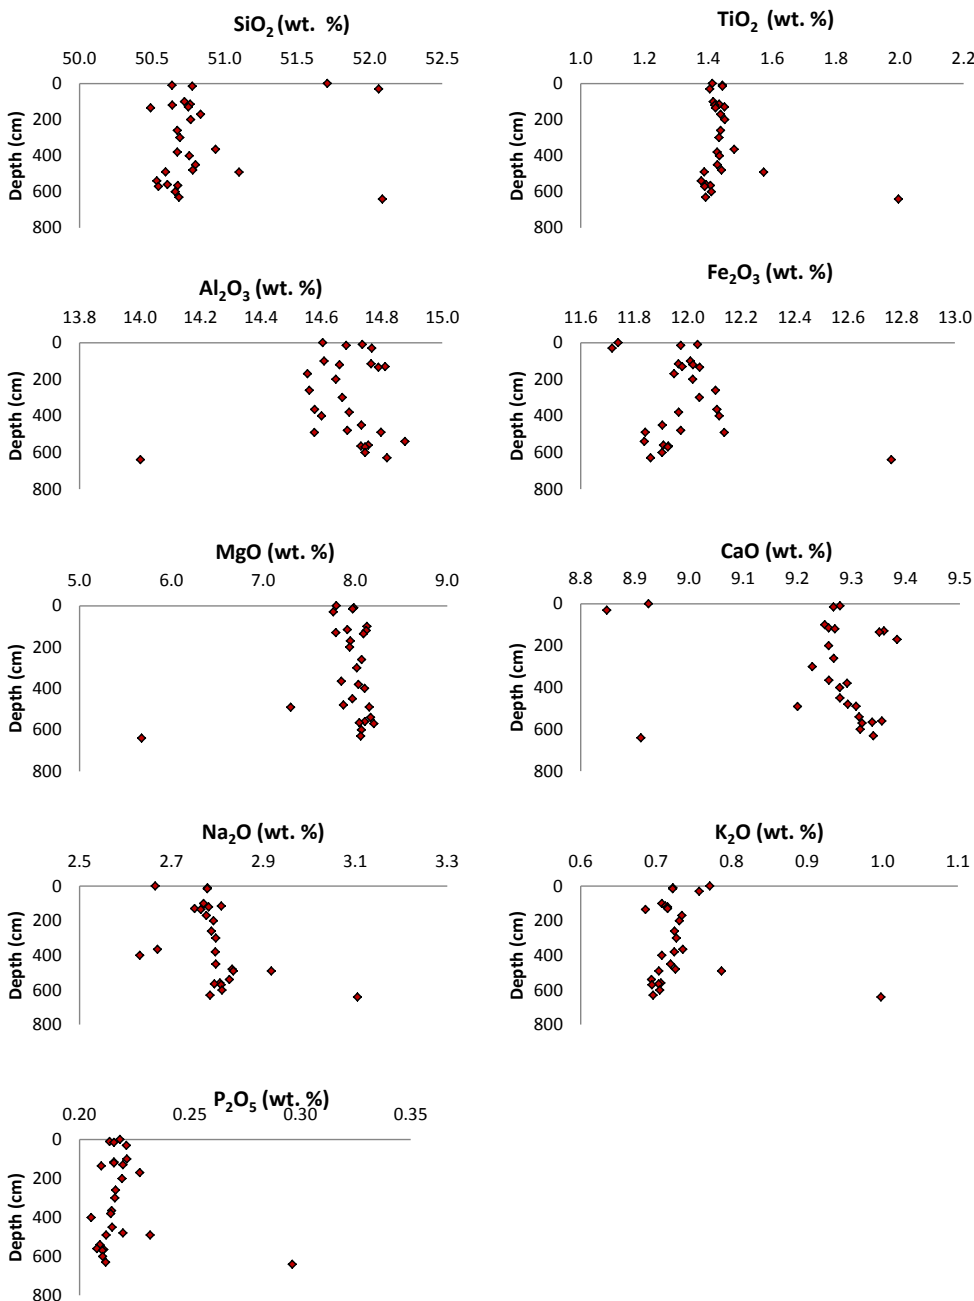 SiO₂ (wt. %)
50.0 50.5 51.1 51.5 52.0 52.5
0
200
400
600
800
Depth (cm)
TiO₂ (wt. %)
1.0 1.2 1.4 1.6 1.8 2.0 2.2
0
200
400
600
800
Depth (cm)
Al₂O₃ (wt. %)
13.8 14.0 14.2 14.4 14.6 14.8 15.0
0
200
400
600
800
Depth (cm)
Fe₂O₃ (wt. %)
11.6 11.8 12.0 12.2 12.4 12.6 12.8 13.0
0
200
400
600
800
Depth (cm)
MgO (wt. %)
5.0 6.0 7.0 8.0 9.0
0
200
400
600
800
Depth (cm)
CaO (wt. %)
8.8 8.9 9.0 9.1 9.2 9.3 9.4 9.5
0
200
400
600
800
Depth (cm)
Na₂O (wt. %)
2.5 2.7 2.9 3.1 3.3
0
200
400
600
800
Depth (cm)
K₂O (wt. %)
0.6 0.7 0.8 0.9 1.0 1.1
0
200
400
600
800
Depth (cm)
P₂O₅ (wt. %)
0.20 0.25 0.30 0.35
0
200
400
600
800
Depth (cm)